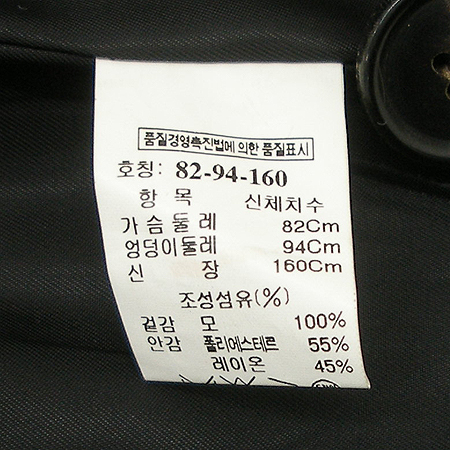 품질경영촉진법에 의한 품질표시
호칭: 82-94-160
항 목 신체치수
가슴둘레 82Cm
엉덩이둘레 94Cm
신 장 160Cm
조성섬유(%)
겉감 모 100%
안감 폴리에스테르 55%
레이온 45%